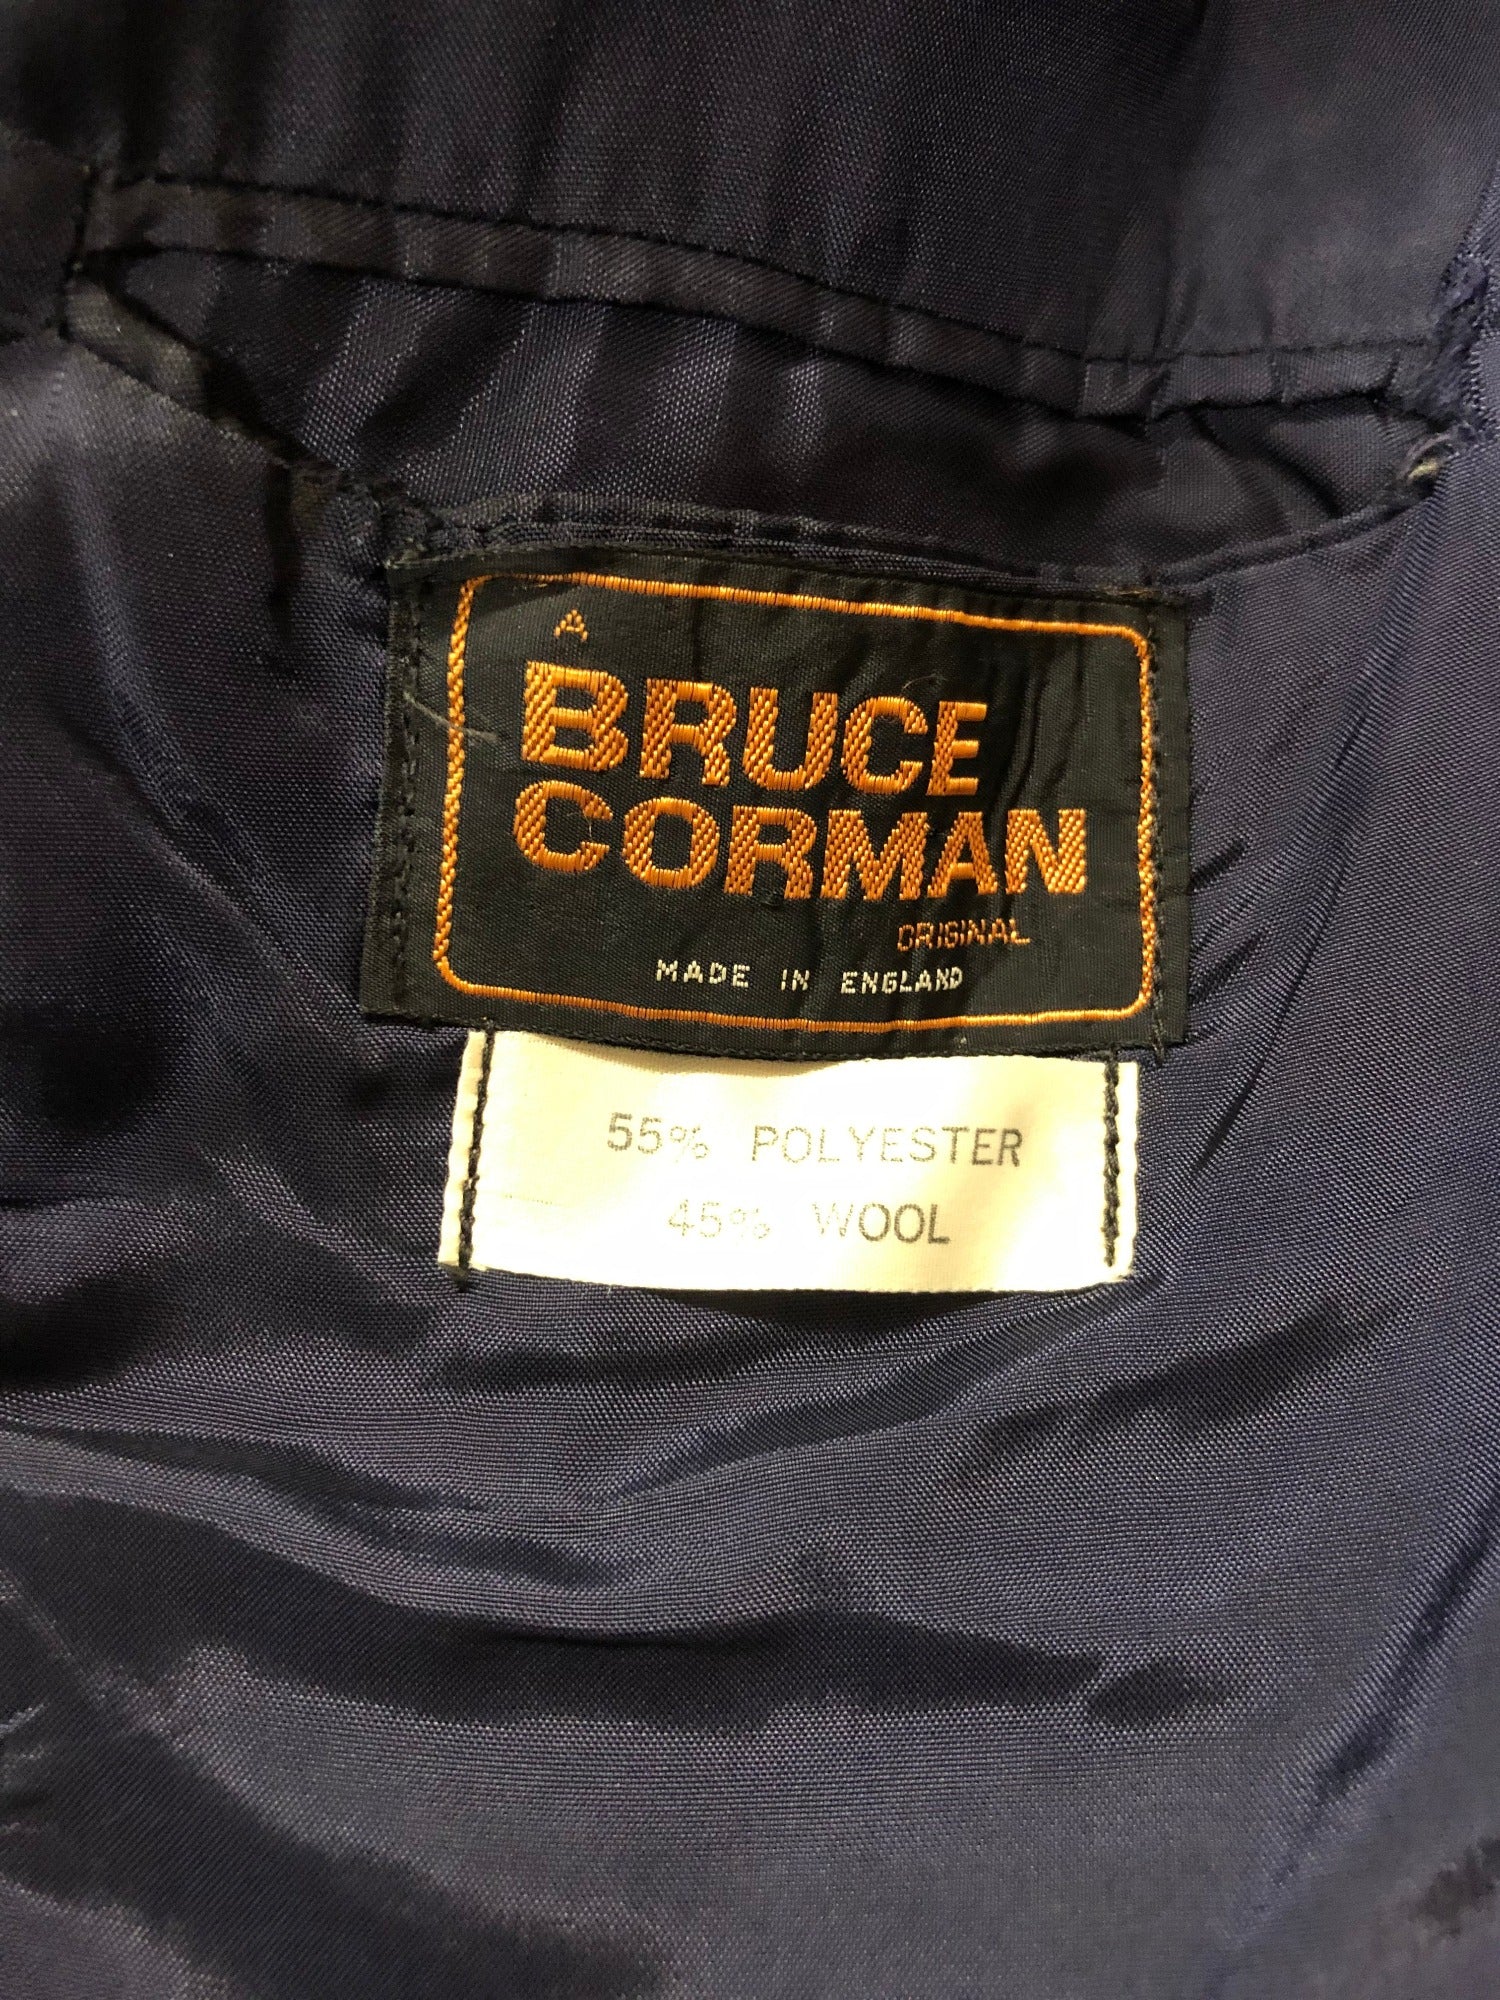 A
BRUCE
CORMAN
ORIGINAL
MADE IN ENGLAND
55% POLYESTER
45% WOOL